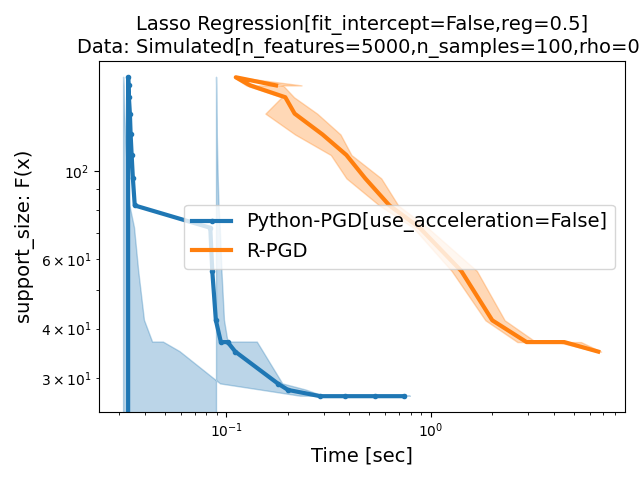 Lasso Regression[fit_intercept=False,reg=0.5]
Data: Simulated[n_features=5000,n_samples=100,rho=0
support_size: F(x)
10²
6 × 10¹
4 × 10¹
3 × 10¹
Python-PGD[use_acceleration=False]
R-PGD
10⁻¹
10⁰
Time [sec]